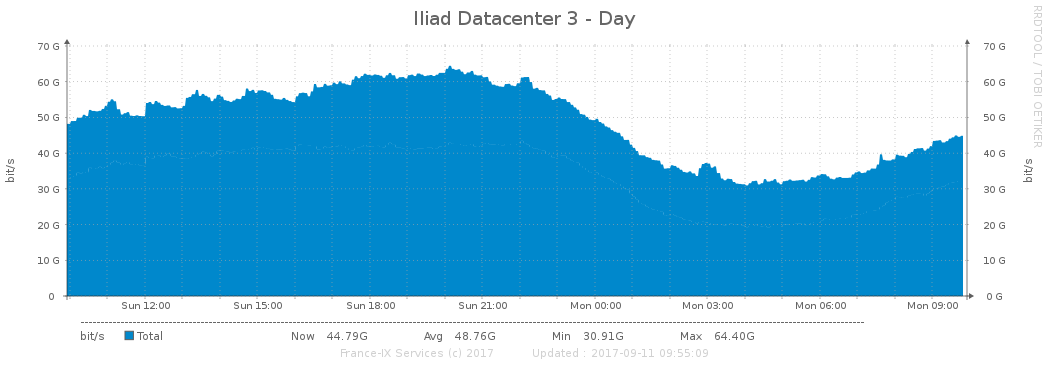 Iliad Datacenter 3 - Day
RRDTOOL / TOBI OETIKER
70 G 70 G
60 G 60 G
50 G 50 G
40 G 40 G
30 G 30 G
20 G 20 G
10 G 10 G
0 0 G
bit/s bit/s
Sun 12:00 Sun 15:00 Sun 18:00 Sun 21:00 Mon 00:00 Mon 03:00 Mon 06:00 Mon 09:00
bit/s Total Now 44.79G Avg 48.76G Min 30.91G Max 64.40G
France-IX Services (c) 2017 Updated : 2017-09-11 09:55:09